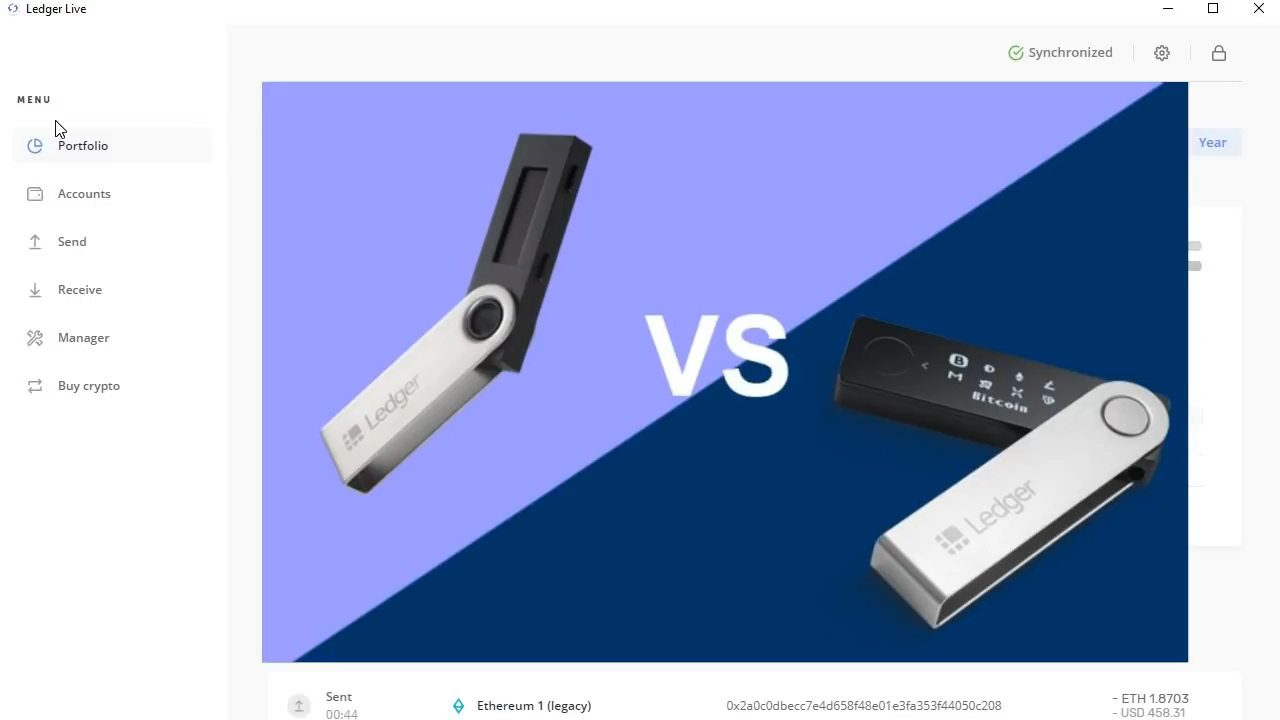 Ledger Live
Synchronized
MENU
Portfolio
Accounts
Send
Receive
Manager
Buy crypto
Year
VS
Ledger
Bitcoin
Ledger
Sent
00:44
Ethereum 1 (legacy)
0x2a0c0dbecc7e4d658f48e01e3fa353f44050c208
- ETH 1.8703
- USD 458.31